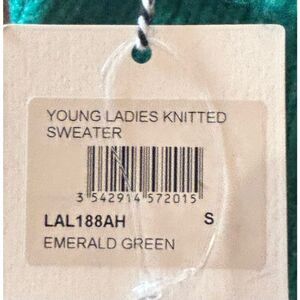 YOUNG LADIES KNITTED
SWEATER
3 542914 572015
LAL188AH S
EMERALD GREEN